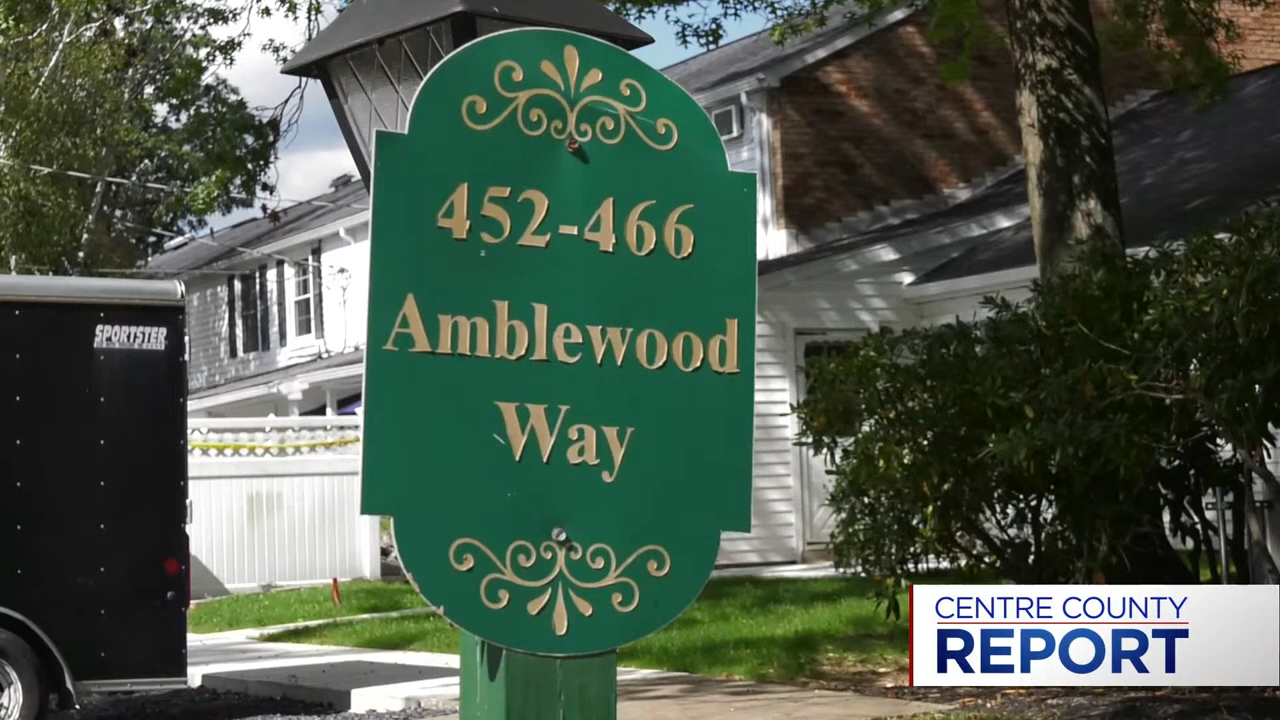 452-466
Amblewood
Way
SPORTSTER
CENTRE COUNTY
REPORT